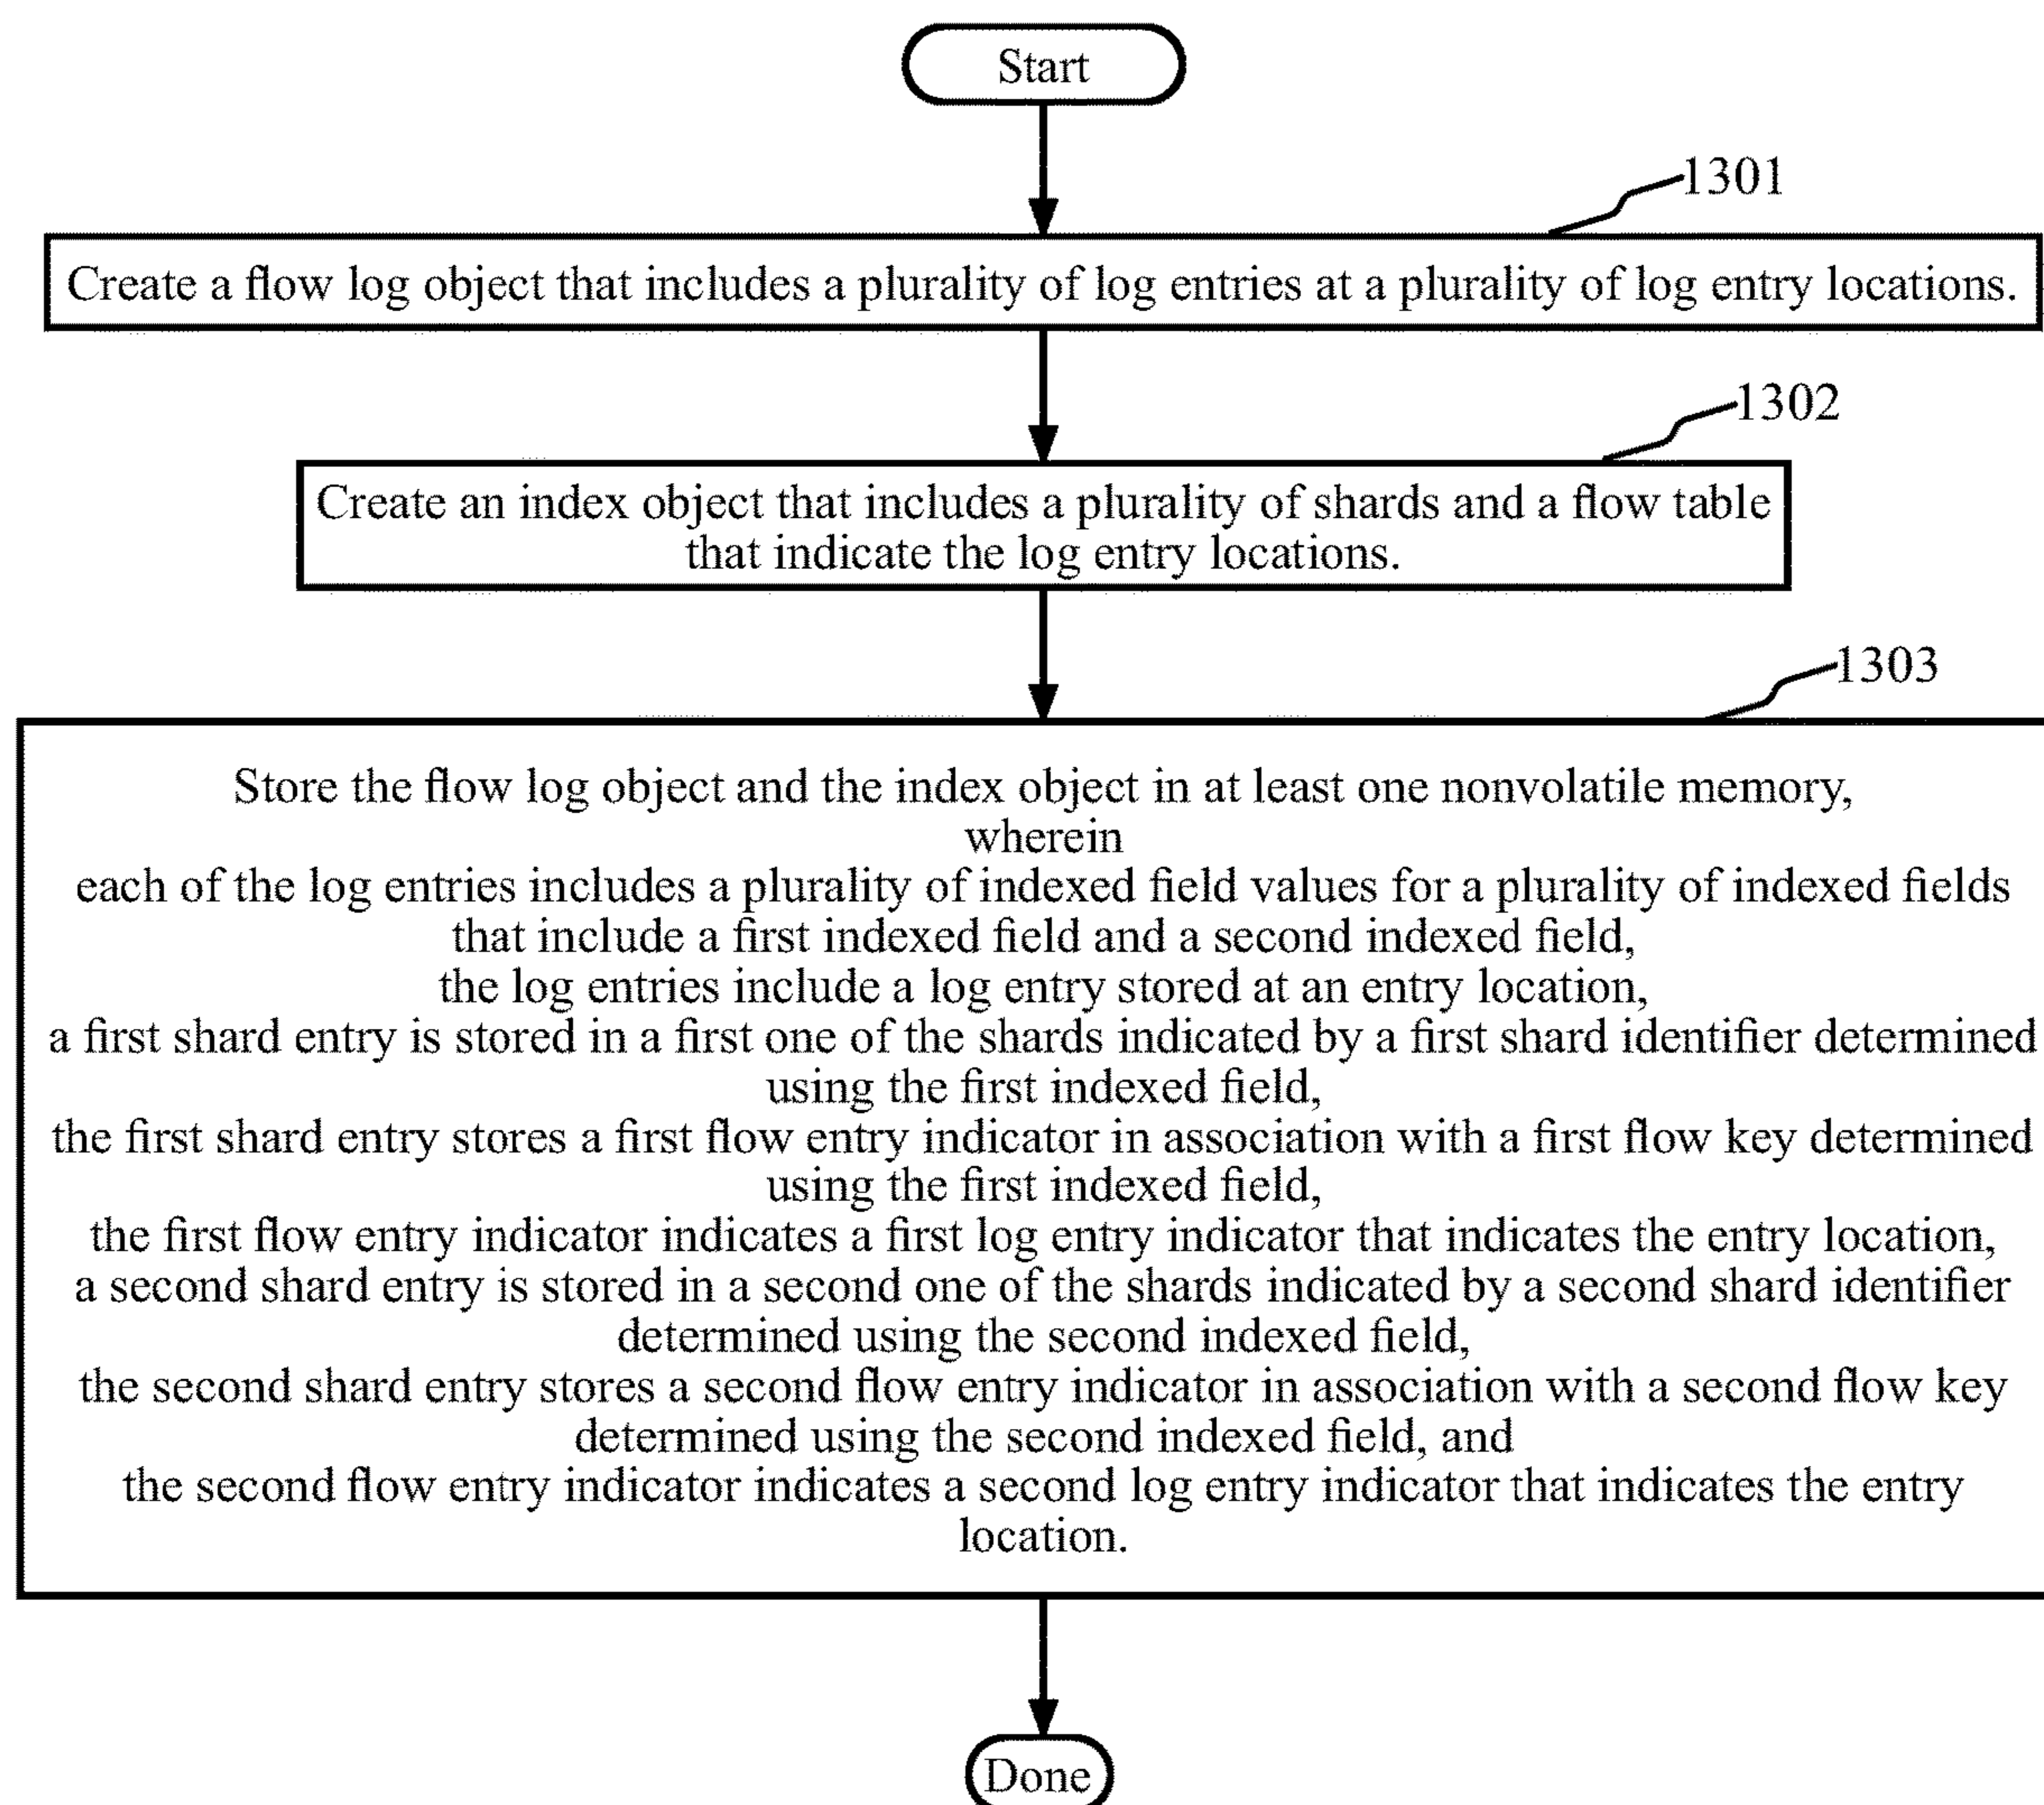 Start
1301
Create a flow log object that includes a plurality of log entries at a plurality of log entry locations.
1302
Create an index object that includes a plurality of shards and a flow table
that indicate the log entry locations.
1303
Store the flow log object and the index object in at least one nonvolatile memory,
wherein
each of the log entries includes a plurality of indexed field values for a plurality of indexed fields
that include a first indexed field and a second indexed field,
the log entries include a log entry stored at an entry location,
a first shard entry is stored in a first one of the shards indicated by a first shard identifier determined
using the first indexed field,
the first shard entry stores a first flow entry indicator in association with a first flow key determined
using the first indexed field,
the first flow entry indicator indicates a first log entry indicator that indicates the entry location,
a second shard entry is stored in a second one of the shards indicated by a second shard identifier
determined using the second indexed field,
the second shard entry stores a second flow entry indicator in association with a second flow key
determined using the second indexed field, and
the second flow entry indicator indicates a second log entry indicator that indicates the entry
location.
Done